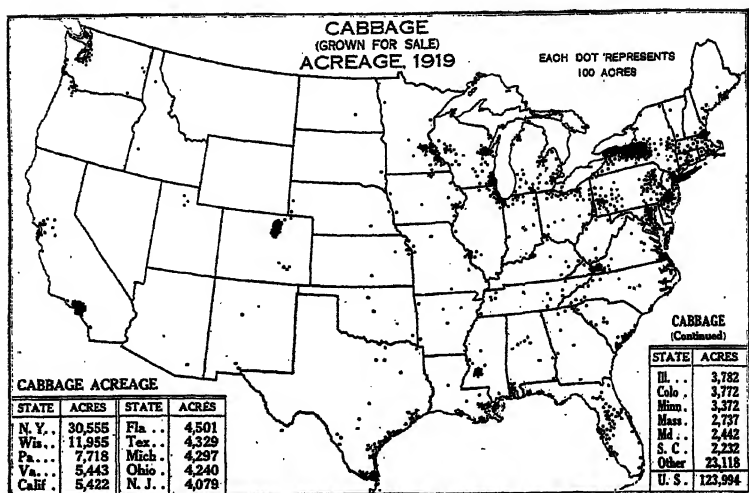 CABBAGE
(GROWN FOR SALE)
ACREAGE, 1919
EACH DOT REPRESENTS
100 ACRES
CABBAGE ACREAGE
STATE ACRES STATE ACRES
N. Y.. 30,555 Fla . . 4,501
Wis.. 11,955 Tex.. 4,329
Pa... 7,718 Mich . 4,297
Va... 5,443 Ohio . 4,240
Calif . 5,422 N. J.. 4,079
CABBAGE
(Continued)
STATE ACRES
Ill. . . 3,782
Colo . 3,772
Minn. 3,372
Mass. 2,737
Md . . 2,442
S. C . 2,232
Other 23,118
U. S . 123,994